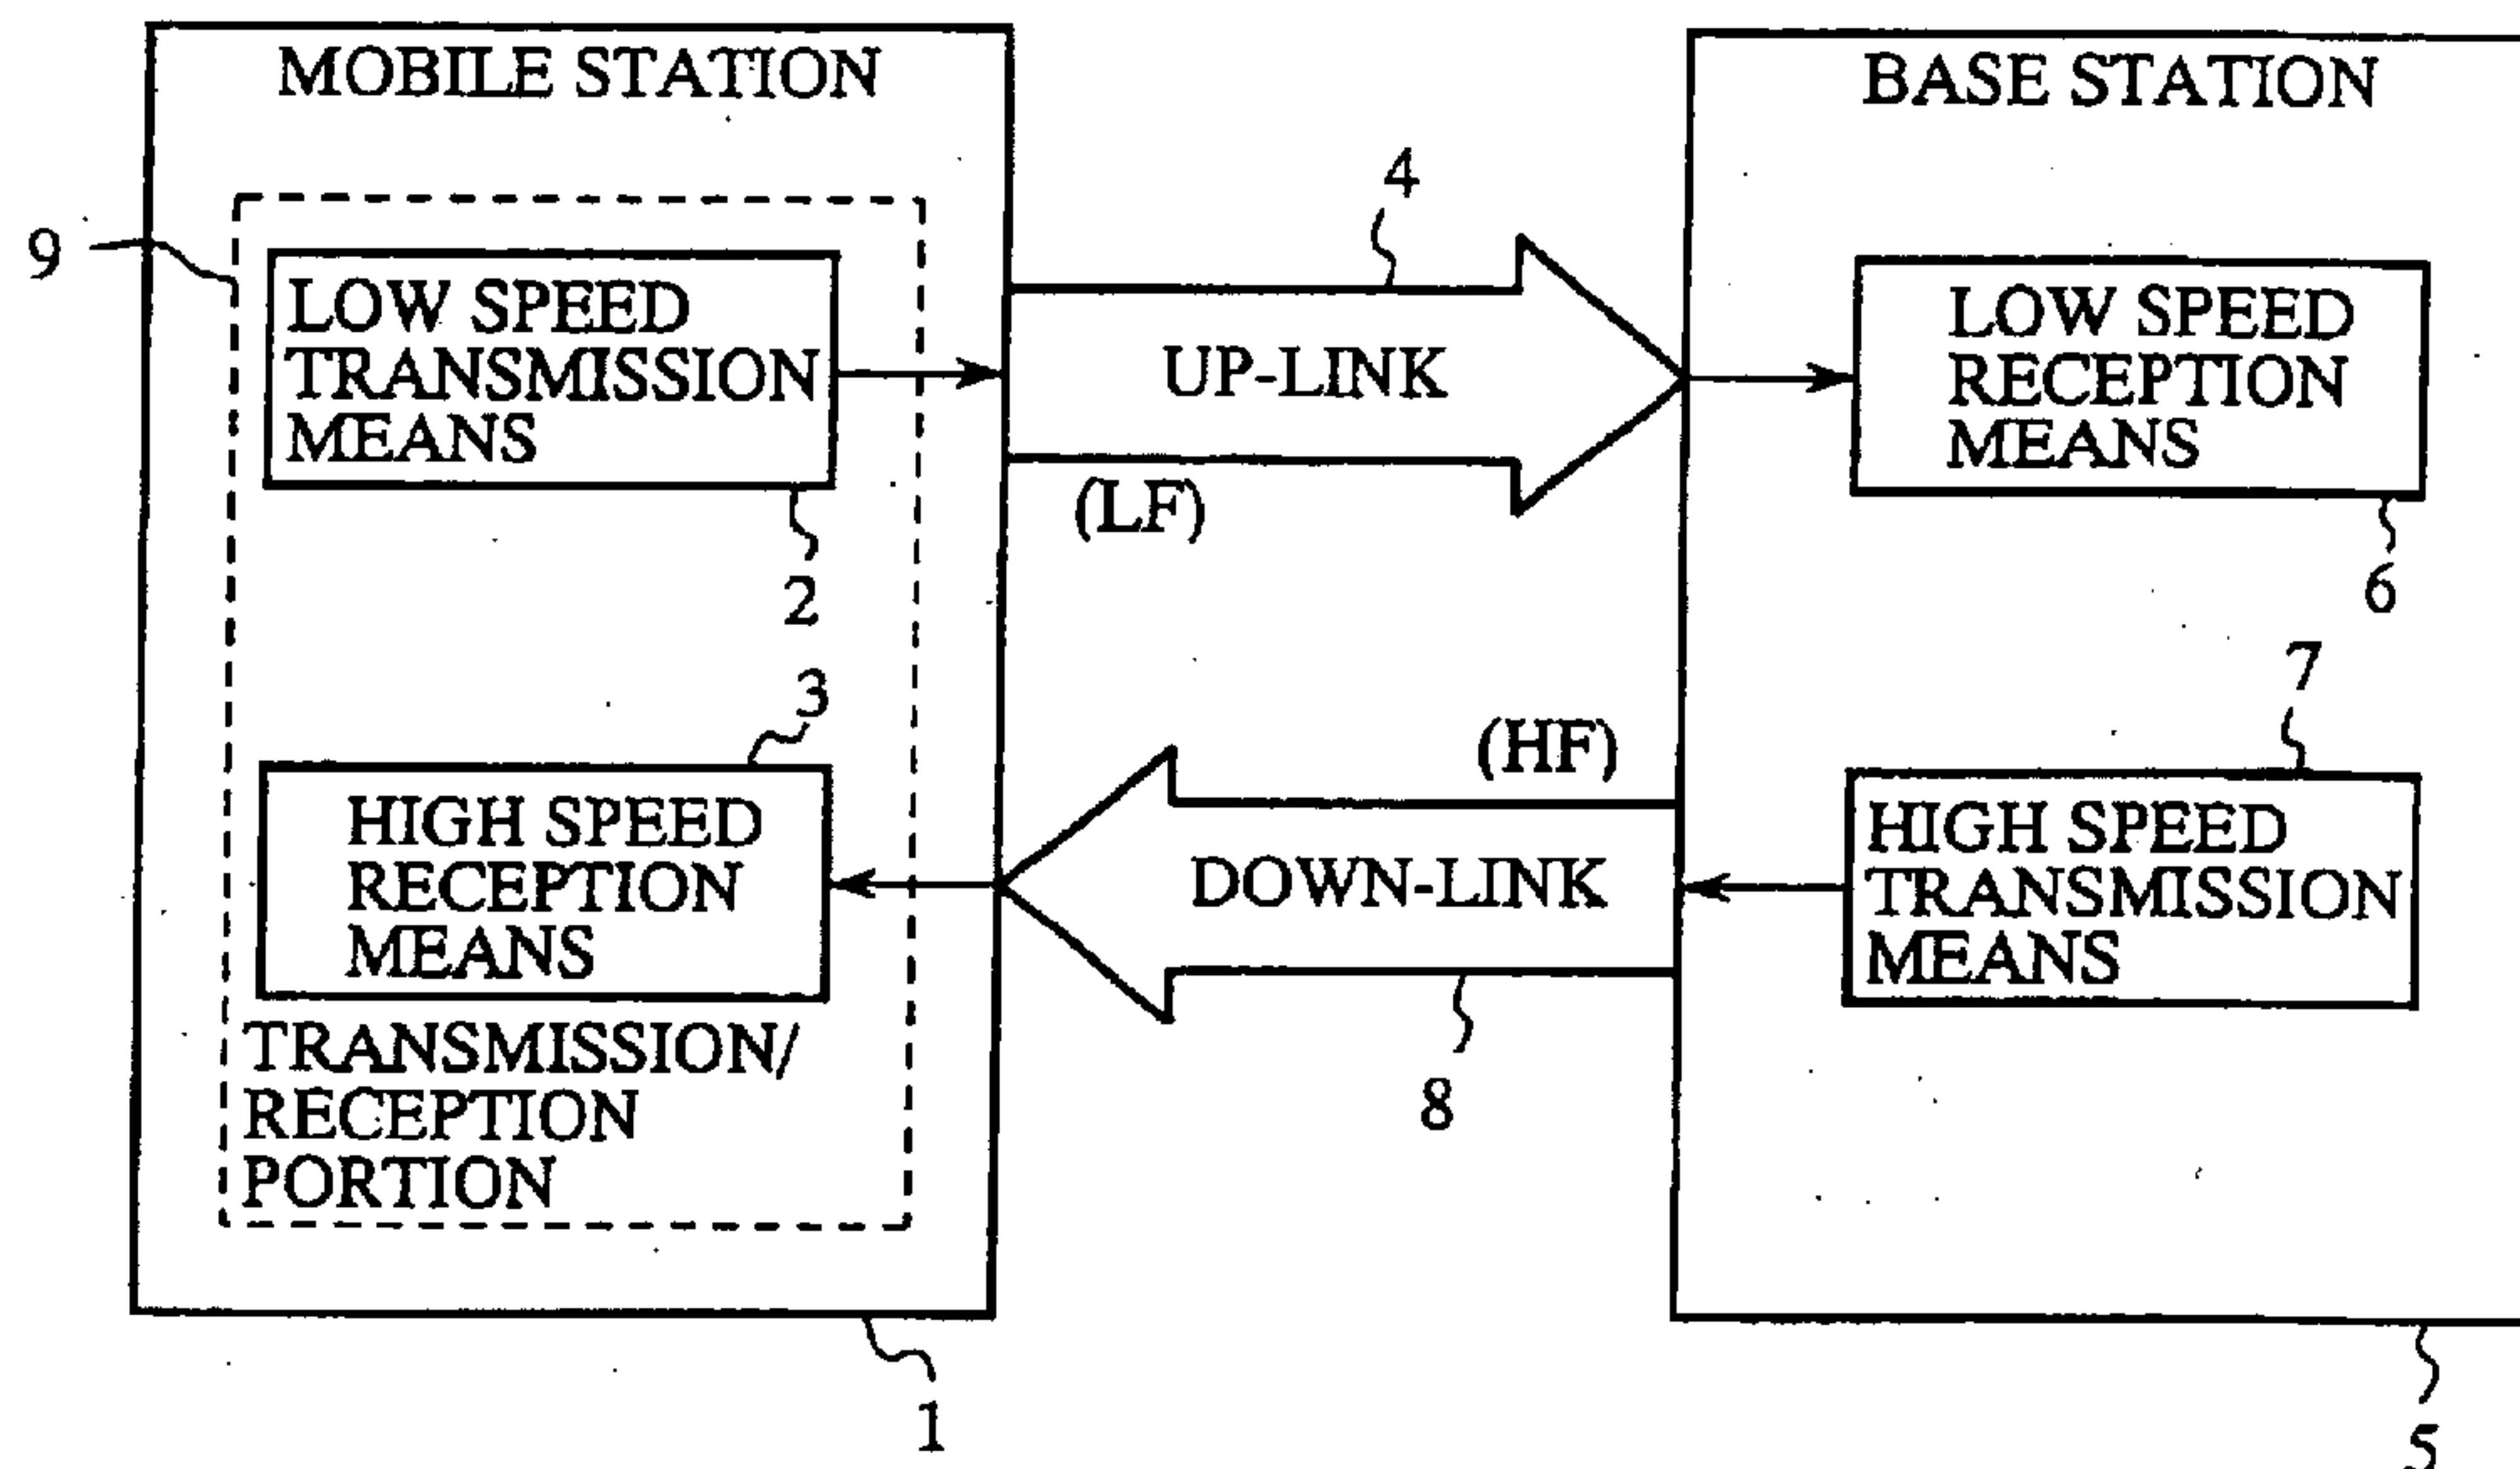 MOBILE STATION
9
LOW SPEED
TRANSMISSION
MEANS
2
3
HIGH SPEED
RECEPTION
MEANS
TRANSMISSION/
RECEPTION
PORTION
1
4
UP-LINK
(LF)
(HF)
DOWN-LINK
8
BASE STATION
LOW SPEED
RECEPTION
MEANS
6
7
HIGH SPEED
TRANSMISSION
MEANS
5